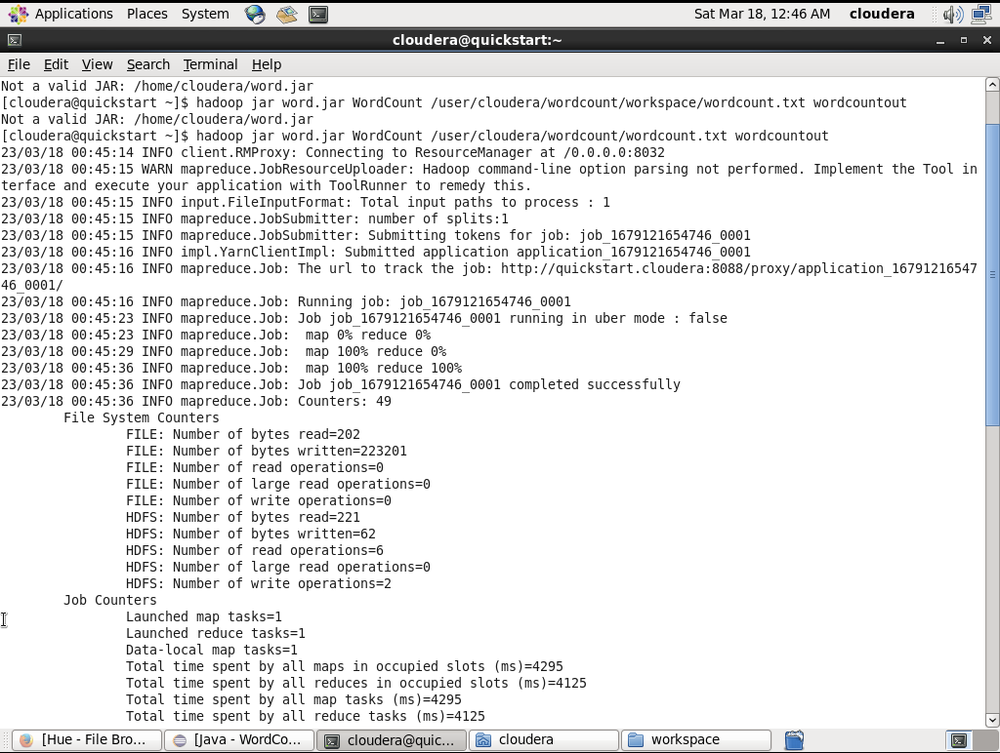 Applications Places System Sat Mar 18, 12:46 AM cloudera
cloudera@quickstart:~
File Edit View Search Terminal Help
Not a valid JAR: /home/cloudera/word.jar
[cloudera@quickstart ~]$ hadoop jar word.jar WordCount /user/cloudera/wordcount/workspace/wordcount.txt wordcountout
Not a valid JAR: /home/cloudera/word.jar
[cloudera@quickstart ~]$ hadoop jar word.jar WordCount /user/cloudera/wordcount/wordcount.txt wordcountout
23/03/18 00:45:14 INFO client.RMProxy: Connecting to ResourceManager at /0.0.0.0:8032
23/03/18 00:45:15 WARN mapreduce.JobResourceUploader: Hadoop command-line option parsing not performed. Implement the Tool in
terface and execute your application with ToolRunner to remedy this.
23/03/18 00:45:15 INFO input.FileInputFormat: Total input paths to process : 1
23/03/18 00:45:15 INFO mapreduce.JobSubmitter: number of splits:1
23/03/18 00:45:15 INFO mapreduce.JobSubmitter: Submitting tokens for job: job_1679121654746_0001
23/03/18 00:45:16 INFO impl.YarnClientImpl: Submitted application application_1679121654746_0001
23/03/18 00:45:16 INFO mapreduce.Job: The url to track the job: http://quickstart.cloudera:8088/proxy/application_16791216547
46_0001/
23/03/18 00:45:16 INFO mapreduce.Job: Running job: job_1679121654746_0001
23/03/18 00:45:23 INFO mapreduce.Job: Job job_1679121654746_0001 running in uber mode : false
23/03/18 00:45:23 INFO mapreduce.Job:  map 0% reduce 0%
23/03/18 00:45:29 INFO mapreduce.Job:  map 100% reduce 0%
23/03/18 00:45:36 INFO mapreduce.Job:  map 100% reduce 100%
23/03/18 00:45:36 INFO mapreduce.Job: Job job_1679121654746_0001 completed successfully
23/03/18 00:45:36 INFO mapreduce.Job: Counters: 49
File System Counters
FILE: Number of bytes read=202
FILE: Number of bytes written=223201
FILE: Number of read operations=0
FILE: Number of large read operations=0
FILE: Number of write operations=0
HDFS: Number of bytes read=221
HDFS: Number of bytes written=62
HDFS: Number of read operations=6
HDFS: Number of large read operations=0
HDFS: Number of write operations=2
Job Counters
Launched map tasks=1
Launched reduce tasks=1
Data-local map tasks=1
Total time spent by all maps in occupied slots (ms)=4295
Total time spent by all reduces in occupied slots (ms)=4125
Total time spent by all map tasks (ms)=4295
Total time spent by all reduce tasks (ms)=4125
[Hue - File Bro... [Java - WordCo... cloudera@quic... cloudera workspace